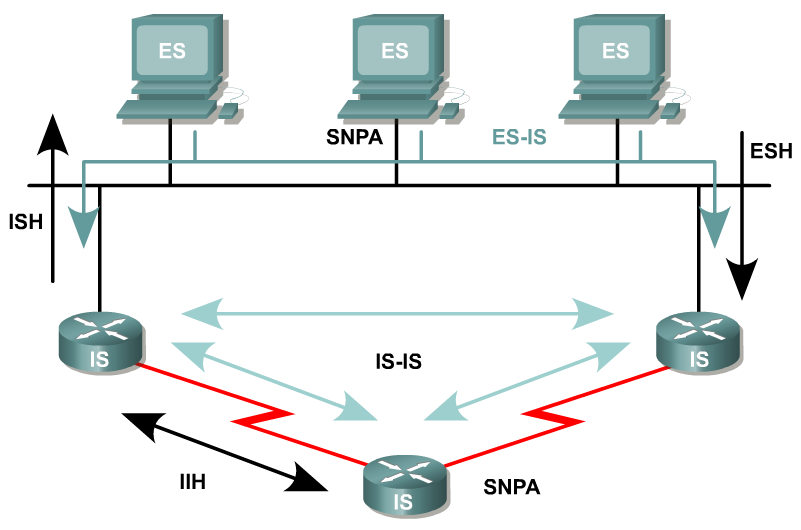 ES ES ES
SNPA ES-IS
ESH
ISH
IS IS-IS IS
IIH SNPA
IS